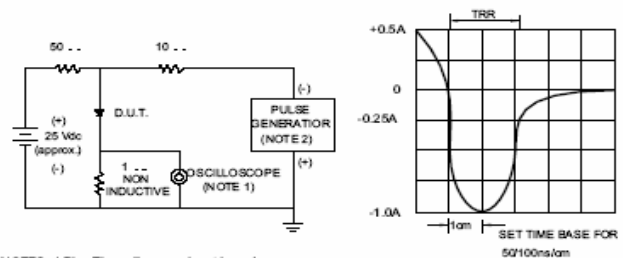 50 - -
10 - -
D.U.T.
(+)
25 Vdc
(approx.)
(-)
1 - -
NON
INDUCTIVE
OSCILLOSCOPE
(NOTE 1)
(-)
PULSE
GENERATIOR
(NOTE 2)
(+)
TRR
+0.5A
0
-0.25A
-1.0A
1cm
SET TIME BASE FOR
50/100ns/cm